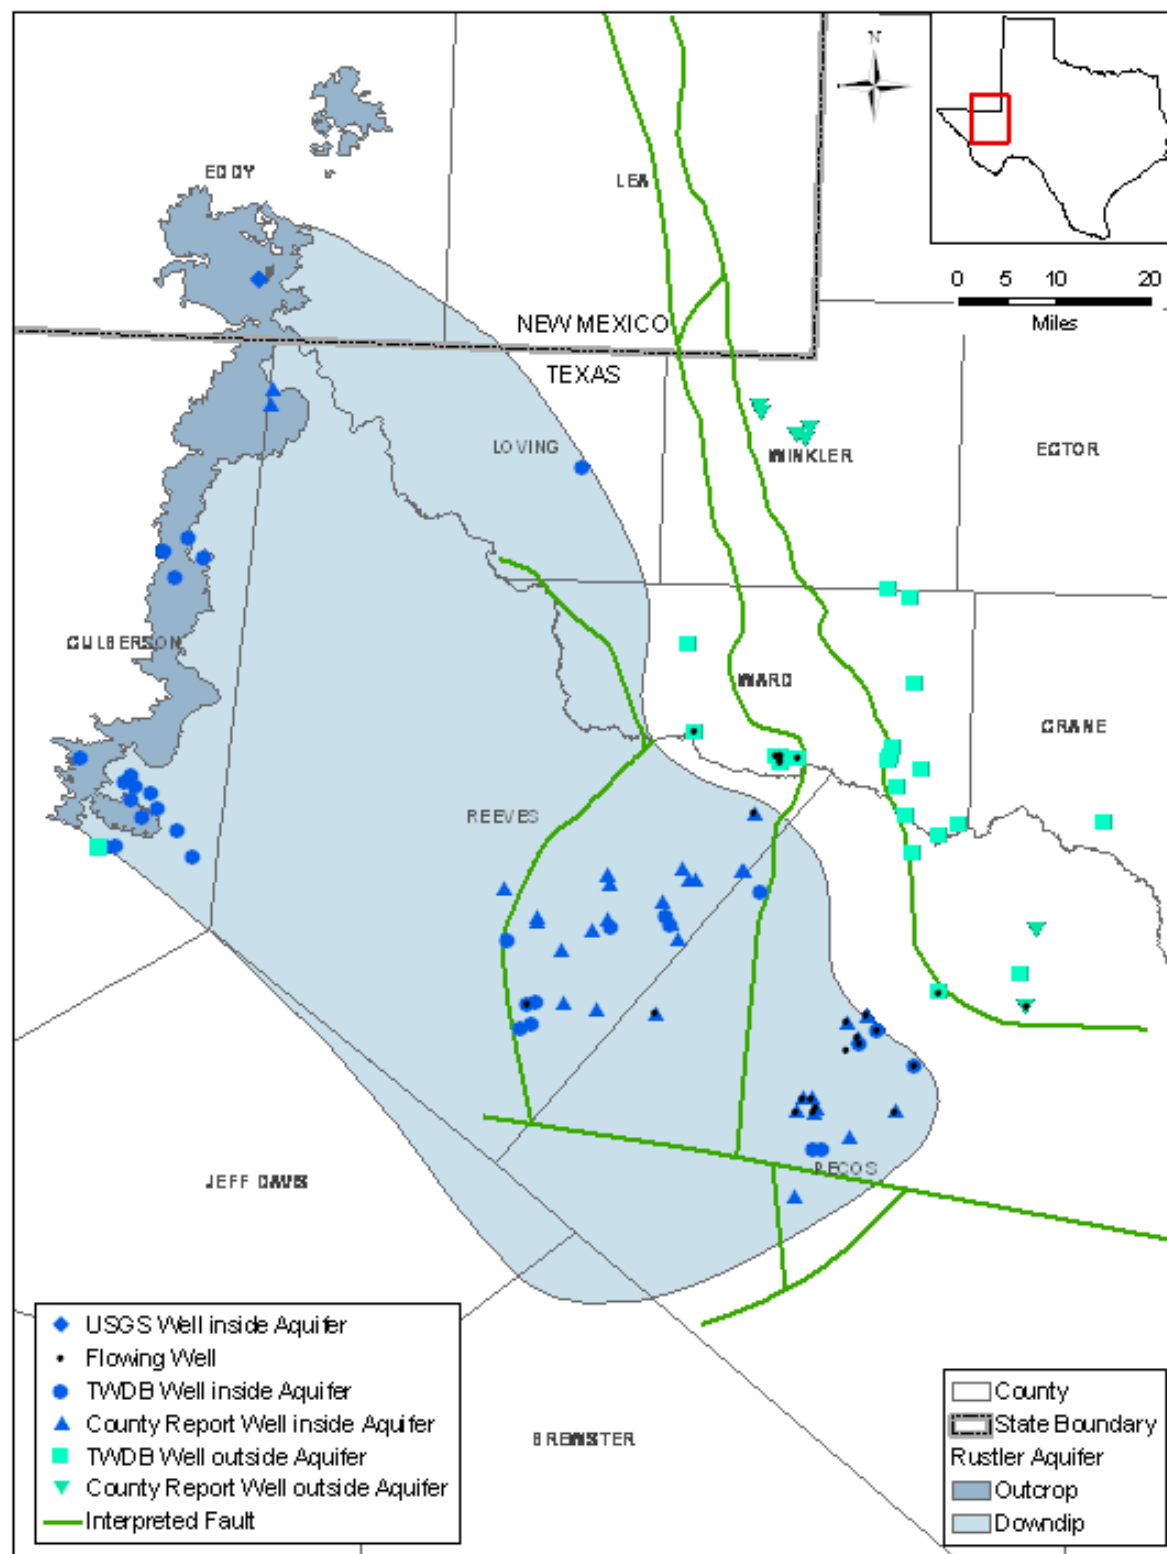 N
EDDY
LEA
0 5 10 20
Miles
NEW MEXICO
TEXAS
LOVING
WINKLER
ECTOR
CULBERSON
WARD
CRANE
REEVES
PECOS
JEFF DAVIS
BREWSTER
USGS Well inside Aquifer
Flowing Well
TWDB Well inside Aquifer
County Report Well inside Aquifer
TWDB Well outside Aquifer
County Report Well outside Aquifer
Interpreted Fault
County
State Boundary
Rustler Aquifer
Outcrop
Downdip